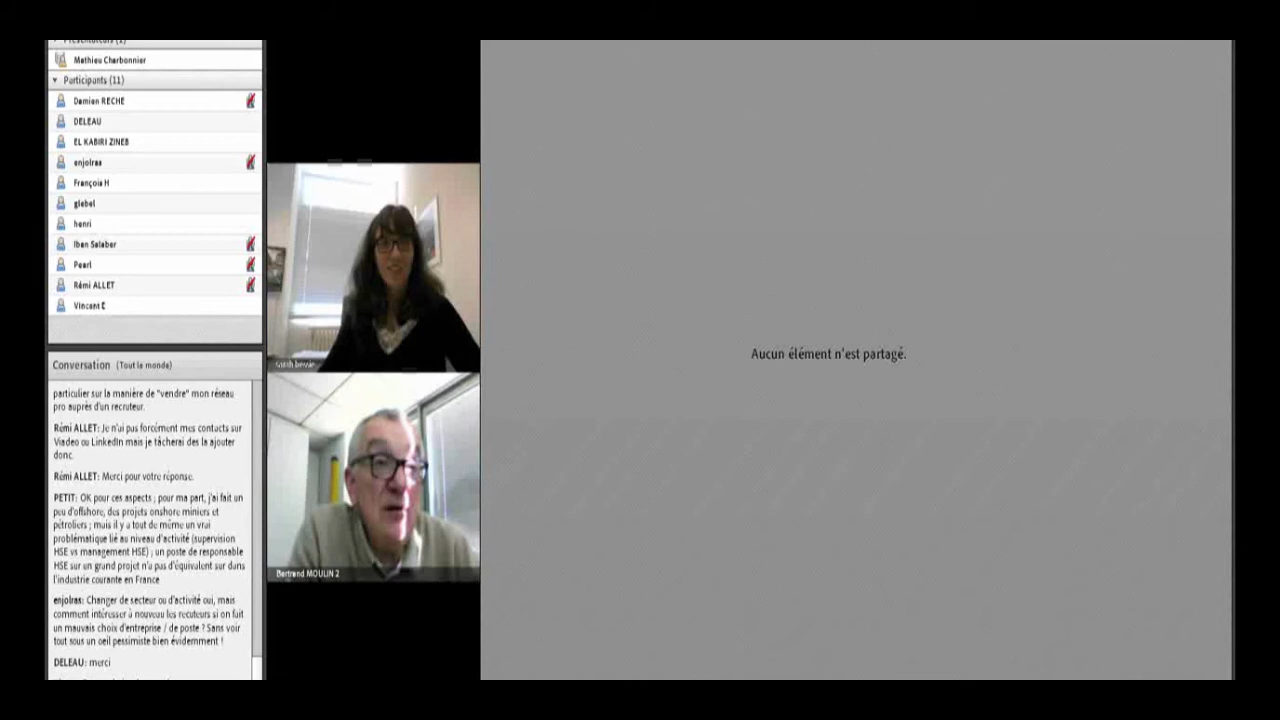 Mathieu Charbonnier
Participants (11)
Damien RECHE
DELEAU
EL KABIRI ZINEB
enjolras
François H
glebel
henri
Iban Salaber
Pearl
Rémi ALLET
Vincent E
Conversation (Tout le monde)
particulier sur la manière de "vendre" mon réseau
pro auprès d'un recruteur.
Rémi ALLET: Je n'ai pas forcément mes contacts sur
Viadeo ou LinkedIn mais je tâcherai des la ajouter
donc.
Rémi ALLET: Merci pour votre réponse.
PETIT: OK pour ces aspects ; pour ma part, j'ai fait un
peu d'offshore, des projets onshore miniers et
pétroliers ; mais il y a tout de même un vrai
problématique lié au niveau d'activité (supervision
HSE vs management HSE) ; un poste de responsable
HSE sur un grand projet n'a pas d'équivalent sur dans
l'industrie courante en France
enjolras: Changer de secteur ou d'activité oui, mais
comment intéresser à nouveau les recuteurs si on fait
un mauvais choix d'entreprise / de poste ? Sans voir
tout sous un oeil pessimiste bien évidemment !
DELEAU: merci
Bertrand MOULIN 2
Aucun élément n'est partagé.